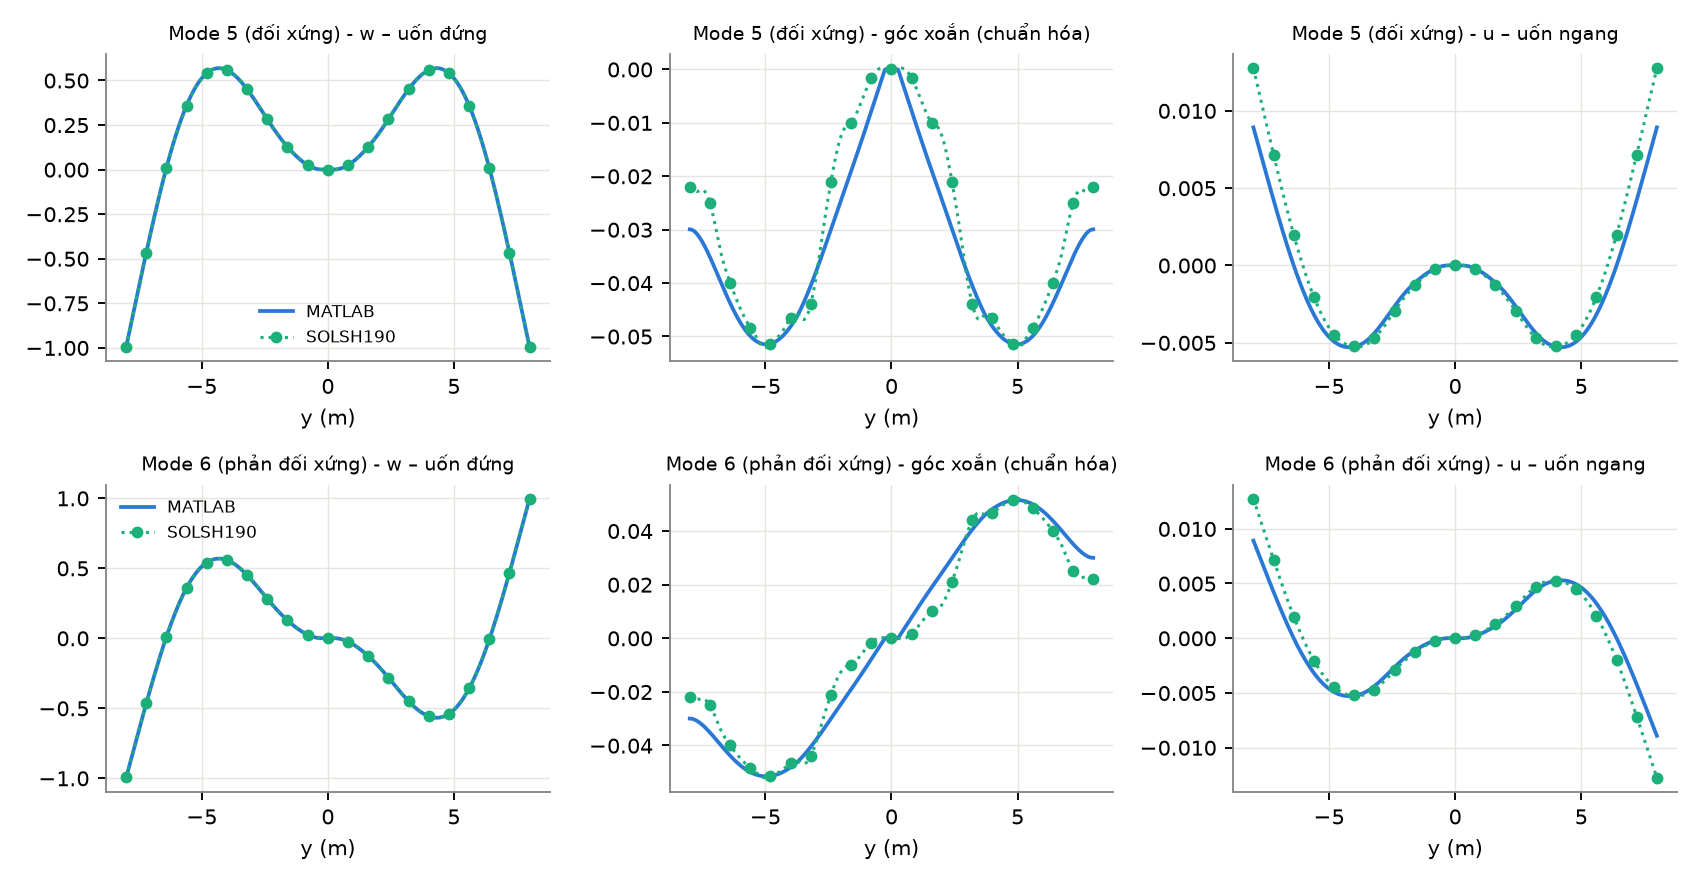 Mode 5 (đối xứng) - w – uốn đứng
0.50
0.25
0.00
−0.25
−0.50
−0.75
−1.00
MATLAB
SOLSH190
−5 0 5
y (m)
Mode 5 (đối xứng) - góc xoắn (chuẩn hóa)
0.00
−0.01
−0.02
−0.03
−0.04
−0.05
−5 0 5
y (m)
Mode 5 (đối xứng) - u – uốn ngang
0.010
0.005
0.000
−0.005
−5 0 5
y (m)
Mode 6 (phản đối xứng) - w – uốn đứng
1.0
0.5
0.0
−0.5
−1.0
MATLAB
SOLSH190
−5 0 5
y (m)
Mode 6 (phản đối xứng) - góc xoắn (chuẩn hóa)
0.04
0.02
0.00
−0.02
−0.04
−5 0 5
y (m)
Mode 6 (phản đối xứng) - u – uốn ngang
0.010
0.005
0.000
−0.005
−0.010
−5 0 5
y (m)